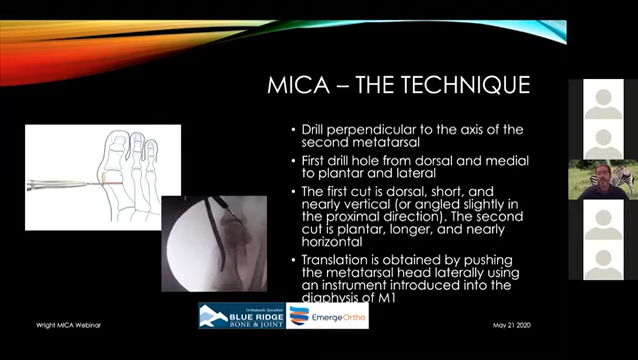 MICA – THE TECHNIQUE
• Drill perpendicular to the axis of the
second metatarsal
• First drill hole from dorsal and medial
to plantar and lateral
• The first cut is dorsal, short, and
nearly vertical (or angled slightly in
the proximal direction). The second
cut is plantar, longer, and nearly
horizontal
• Translation is obtained by pushing
the metatarsal head laterally using
an instrument introduced into the
diaphysis of M1
BLUE RIDGE
BONE & JOINT
EmergeOrtho
Wright MICA Webinar
May 21 2020